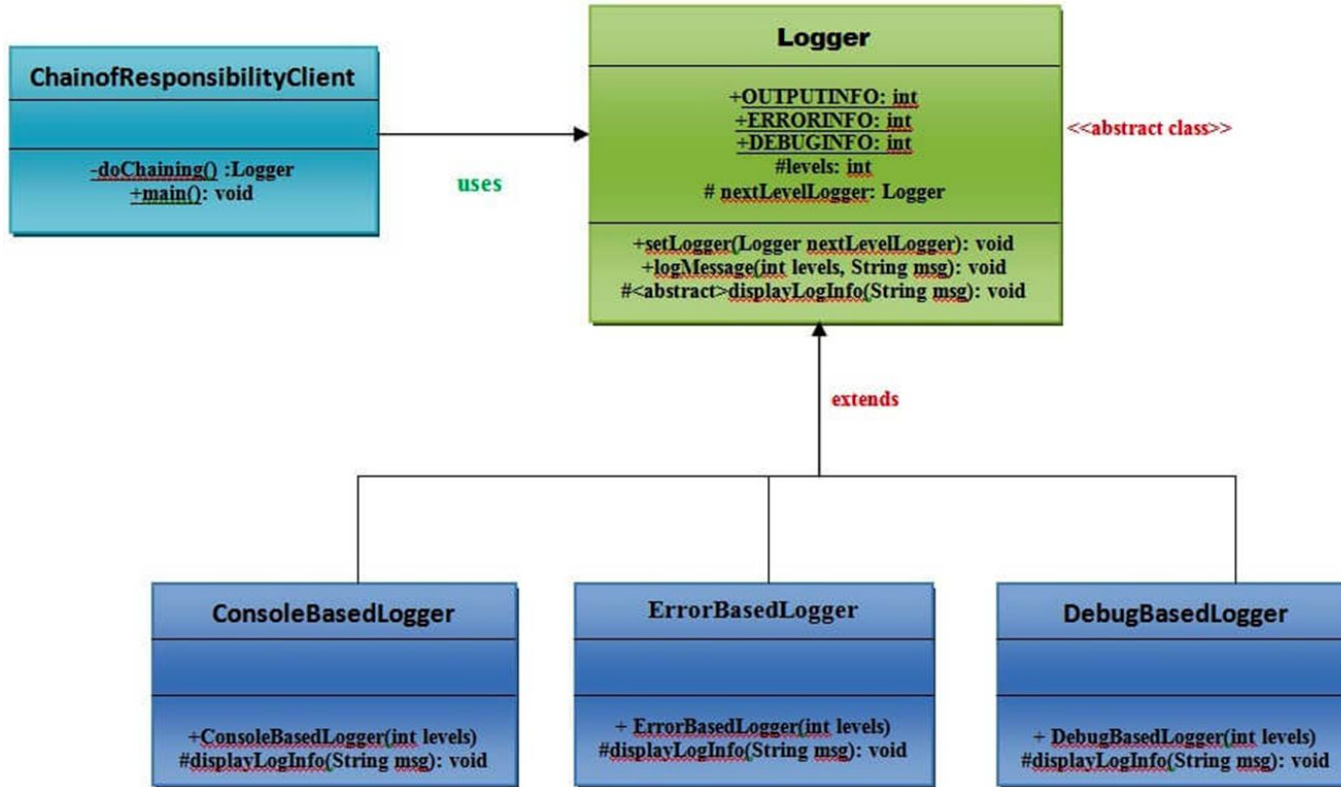 ChainofResponsibilityClient
-doChaining() :Logger
+main(): void
uses
Logger
+OUTPUTINFO: int
+ERRORINFO: int
+DEBUGINFO: int
#levels: int
# nextLevelLogger: Logger
+setLogger(Logger nextLevelLogger): void
+logMessage(int levels, String msg): void
#<abstract>displayLogInfo(String msg): void
<<abstract class>>
extends
ConsoleBasedLogger
+ConsoleBasedLogger(int levels)
#displayLogInfo(String msg): void
ErrorBasedLogger
+ ErrorBasedLogger(int levels)
#displayLogInfo(String msg): void
DebugBasedLogger
+ DebugBasedLogger(int levels)
#displayLogInfo(String msg): void